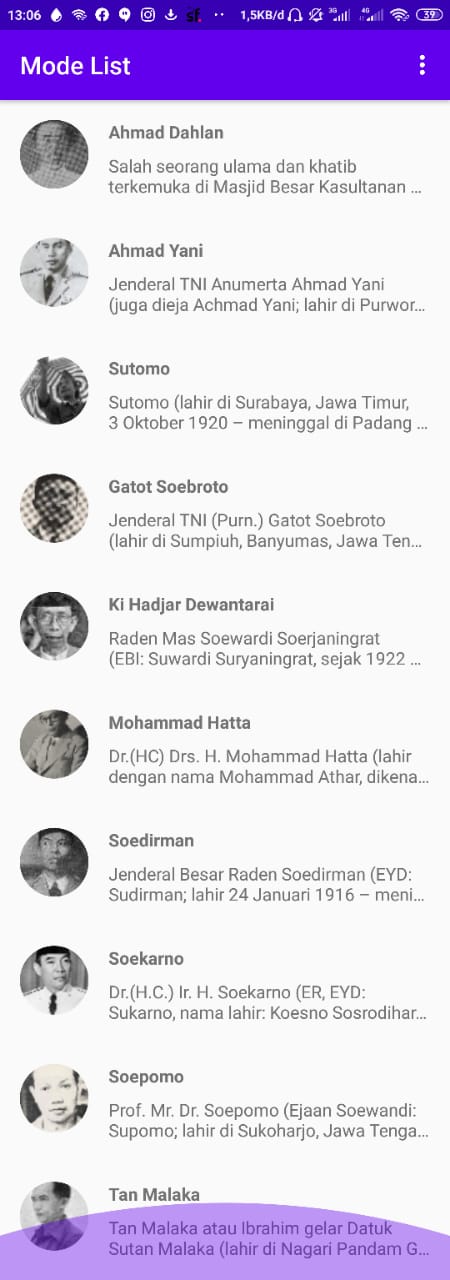 13:06
1,5KB/d
3G
4G
39
Mode List
Ahmad Dahlan
Salah seorang ulama dan khatib
terkemuka di Masjid Besar Kasultanan ...
Ahmad Yani
Jenderal TNI Anumerta Ahmad Yani
(juga dieja Achmad Yani; lahir di Purwor...
Sutomo
Sutomo (lahir di Surabaya, Jawa Timur,
3 Oktober 1920 – meninggal di Padang ...
Gatot Soebroto
Jenderal TNI (Purn.) Gatot Soebroto
(lahir di Sumpiuh, Banyumas, Jawa Ten...
Ki Hadjar Dewantarai
Raden Mas Soewardi Soerjaningrat
(EBI: Suwardi Suryaningrat, sejak 1922 ...
Mohammad Hatta
Dr.(HC) Drs. H. Mohammad Hatta (lahir
dengan nama Mohammad Athar, dikena...
Soedirman
Jenderal Besar Raden Soedirman (EYD:
Sudirman; lahir 24 Januari 1916 – meni...
Soekarno
Dr.(H.C.) Ir. H. Soekarno (ER, EYD:
Sukarno, nama lahir: Koesno Sosrodihar...
Soepomo
Prof. Mr. Dr. Soepomo (Ejaan Soewandi:
Supomo; lahir di Sukoharjo, Jawa Tenga...
Tan Malaka
Tan Malaka atau Ibrahim gelar Datuk
Sutan Malaka (lahir di Nagari Pandam G...